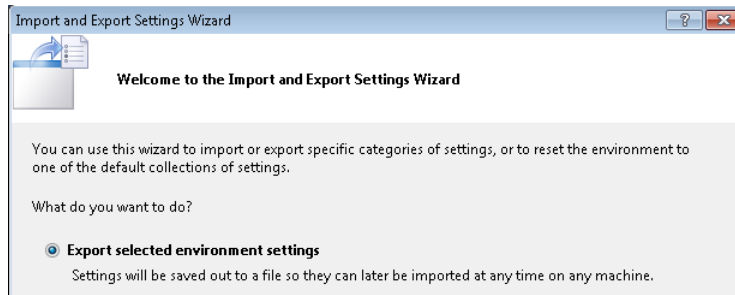 Import and Export Settings Wizard
Welcome to the Import and Export Settings Wizard
You can use this wizard to import or export specific categories of settings, or to reset the environment to
one of the default collections of settings.
What do you want to do?
Export selected environment settings
Settings will be saved out to a file so they can later be imported at any time on any machine.